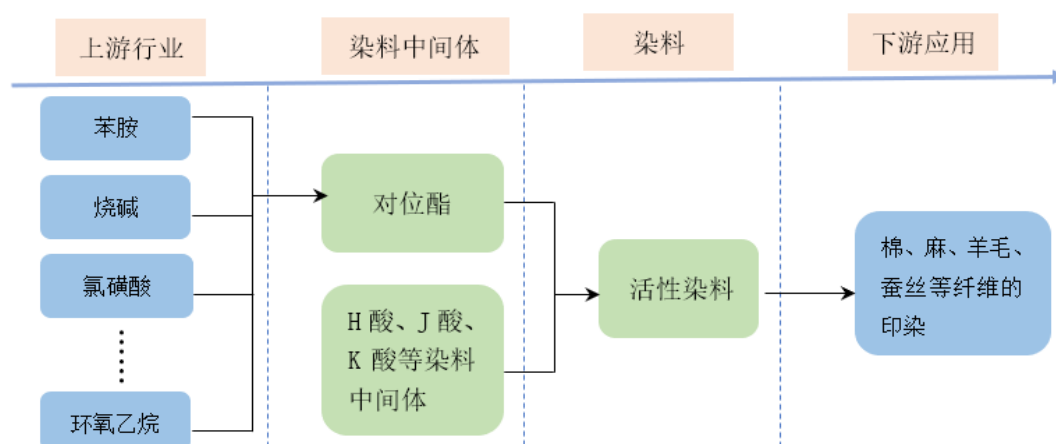 上游行业
染料中间体
染料
下游应用
苯胺
烧碱
氯磺酸
环氧乙烷
对位酯
H 酸、J 酸、
K 酸等染料
中间体
活性染料
棉、麻、羊毛、
蚕丝等纤维的
印染